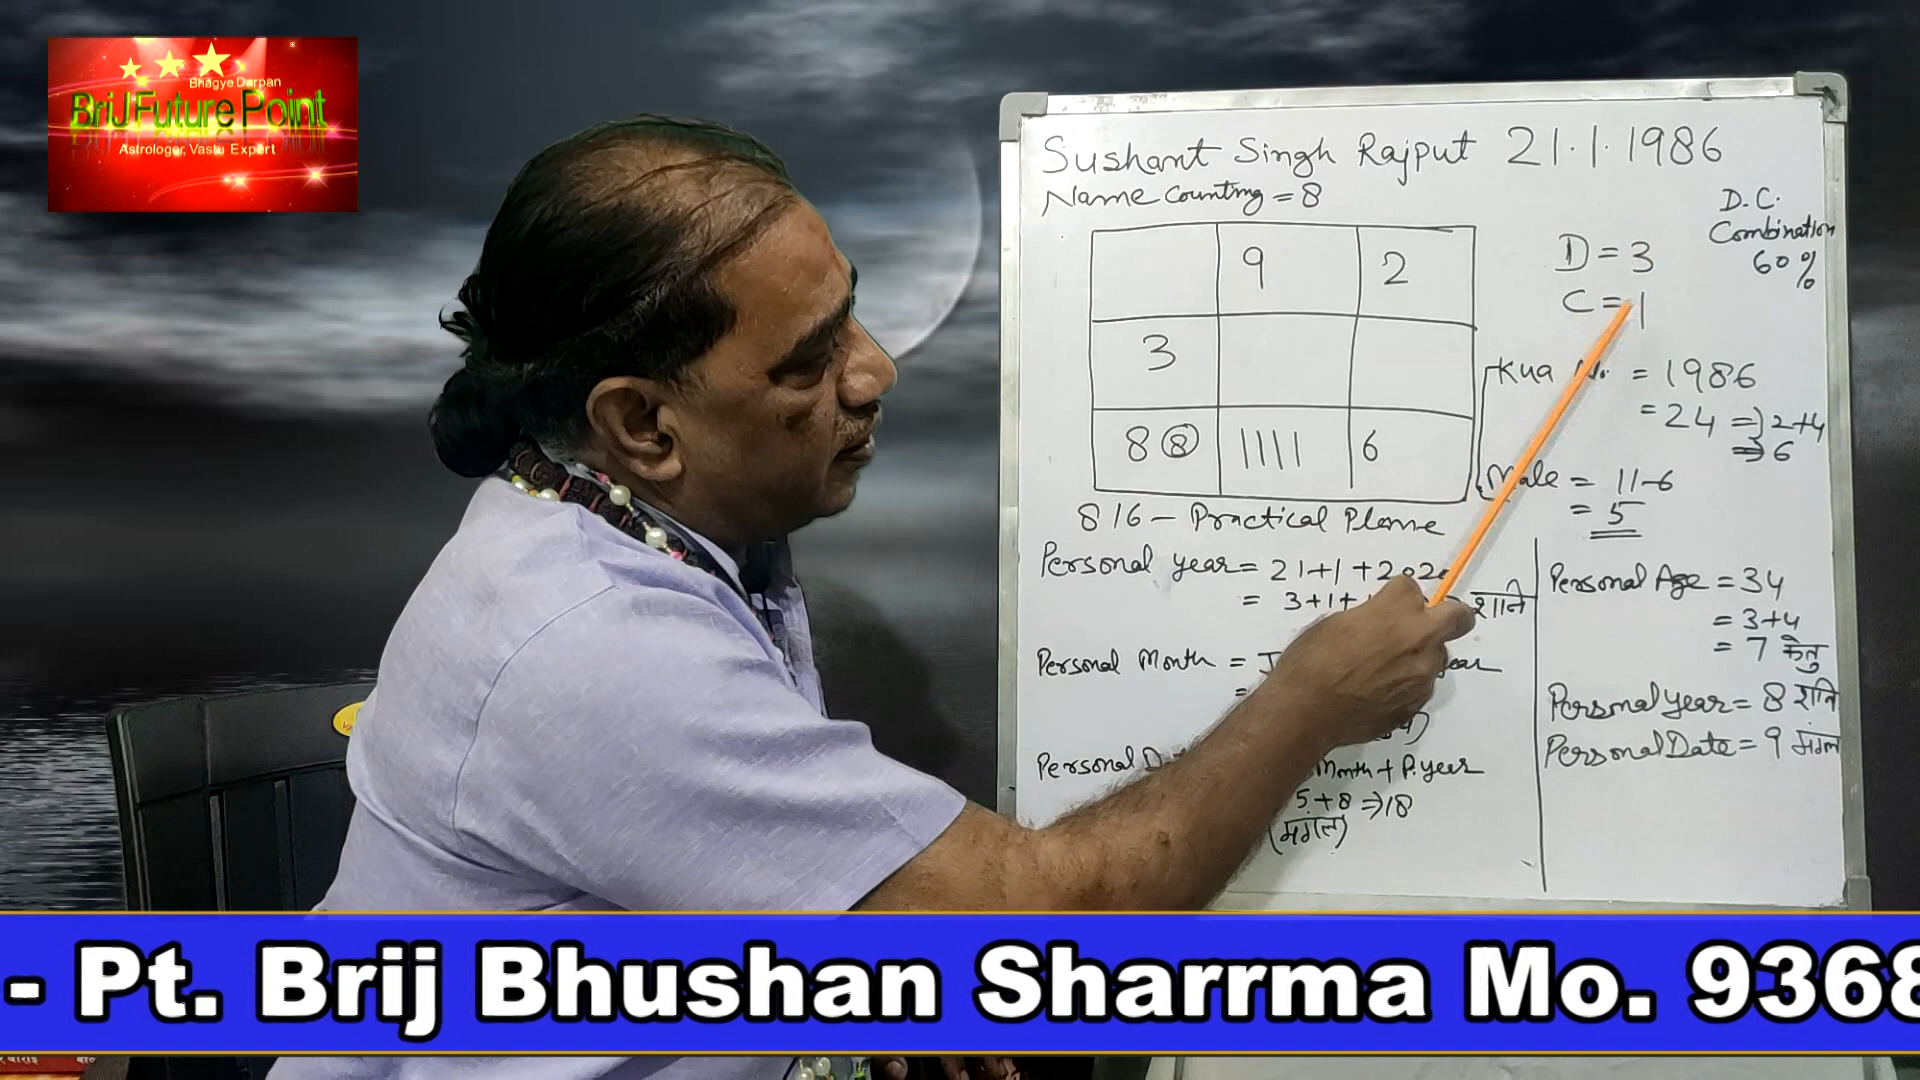 Bhagye Darpan
BriJ Future Point
Astrologer, Vastu Expert
Sushant Singh Rajput 21.1.1986
Name Counting = 8
D.C.
Combination
60%
D = 3
C = 1
9 2
3
8 8 1111 6
816 - Practical Plane
Kua No. = 1986
= 24 => 2+4
=> 6
Male = 11-6
= 5
Personal Year = 21+1+2020
= 3+1+ शनि
Personal Month =
=
Personal Month + P. Year
5+8 => 18
(मंगल)
Personal Age = 34
= 3+4
= 7 केतु
Personal Year = 8 शनि
Personal Date = 9 मंगल
- Pt. Brij Bhushan Sharrma Mo. 9368